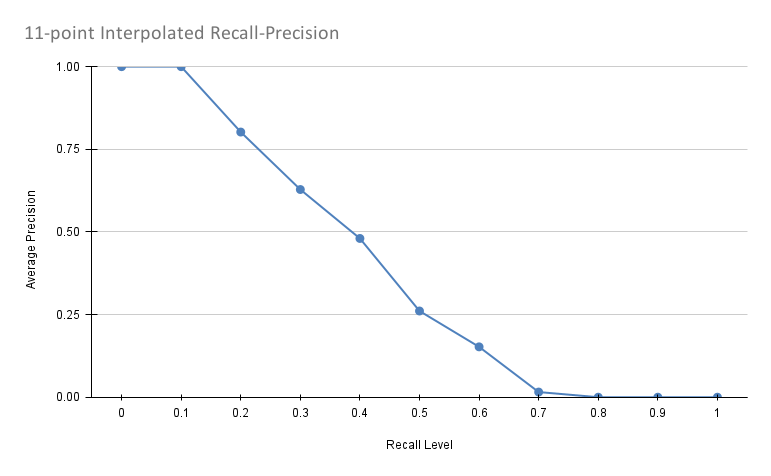 11-point Interpolated Recall-Precision
1.00
0.75
0.50
0.25
0.00
Average Precision
0 0.1 0.2 0.3 0.4 0.5 0.6 0.7 0.8 0.9 1
Recall Level